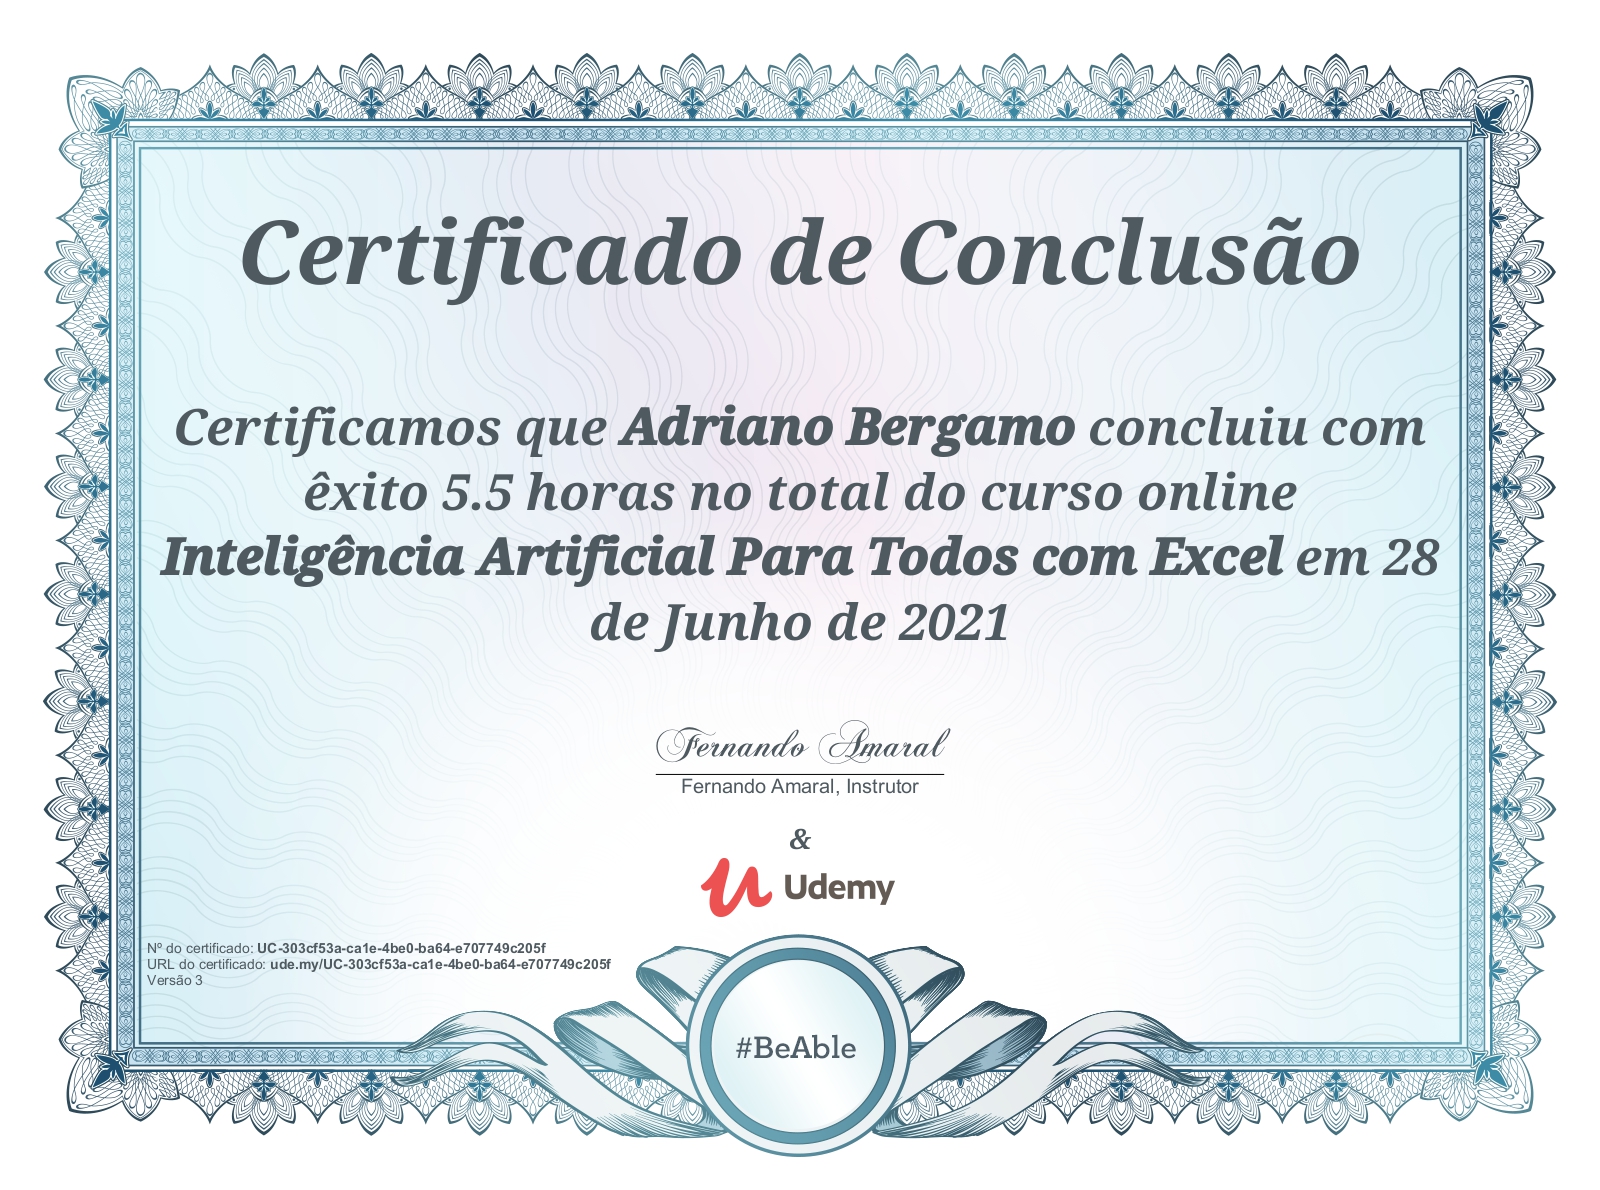 Certificado de Conclusão
Certificamos que Adriano Bergamo concluiu com
êxito 5.5 horas no total do curso online
Inteligência Artificial Para Todos com Excel em 28
de Junho de 2021
Fernando Amaral
Fernando Amaral, Instrutor
&
Udemy
Nº do certificado: UC-303cf53a-ca1e-4be0-ba64-e707749c205f
URL do certificado: ude.my/UC-303cf53a-ca1e-4be0-ba64-e707749c205f
Versão 3
#BeAble